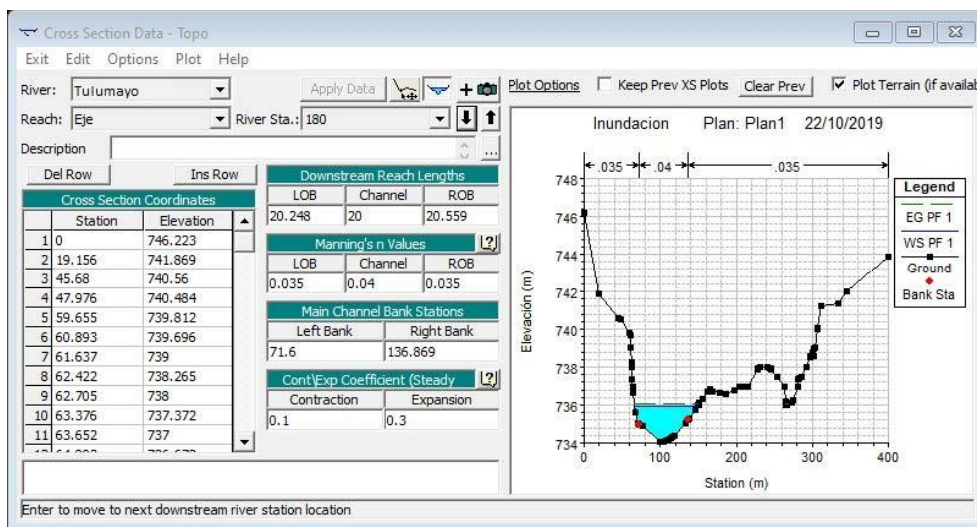 Cross Section Data - Topo
Exit Edit Options Plot Help
River: Tulumayo
Apply Data
Plot Options Keep Prev XS Plots Clear Prev Plot Terrain (if availab
Reach: Eje River Sta.: 180
Description ...
Del Row Ins Row
Cross Section Coordinates
Station Elevation
1 0 746.223
2 19.156 741.869
3 45.68 740.56
4 47.976 740.484
5 59.655 739.812
6 60.893 739.696
7 61.637 739
8 62.422 738.265
9 62.705 738
10 63.376 737.372
11 63.652 737
Downstream Reach Lengths
LOB Channel ROB
20.248 20 20.559
Manning's n Values
LOB Channel ROB
0.035 0.04 0.035
Main Channel Bank Stations
Left Bank Right Bank
71.6 136.869
Cont\Exp Coefficient (Steady
Contraction Expansion
0.1 0.3
Inundacion Plan: Plan1 22/10/2019
.035 .04 .035
748
746
744
742
740
738
736
734
Elevación (m)
0 100 200 300 400
Station (m)
Legend
EG PF 1
WS PF 1
Ground
Bank Sta
Enter to move to next downstream river station location